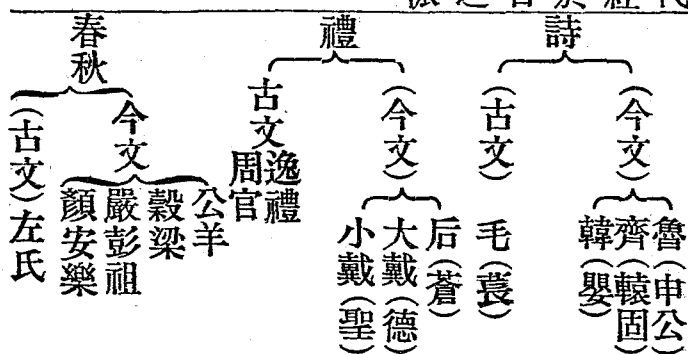 詩
(今文)
魯(申公)
齊(轅固)
韓(嬰)
(古文)
毛(萇)
禮
(今文)
后(蒼)
大戴(德)
小戴(聖)
古文
逸禮
周官
春秋
今文
公羊
穀梁
嚴彭祖
顏安樂
(古文)左氏